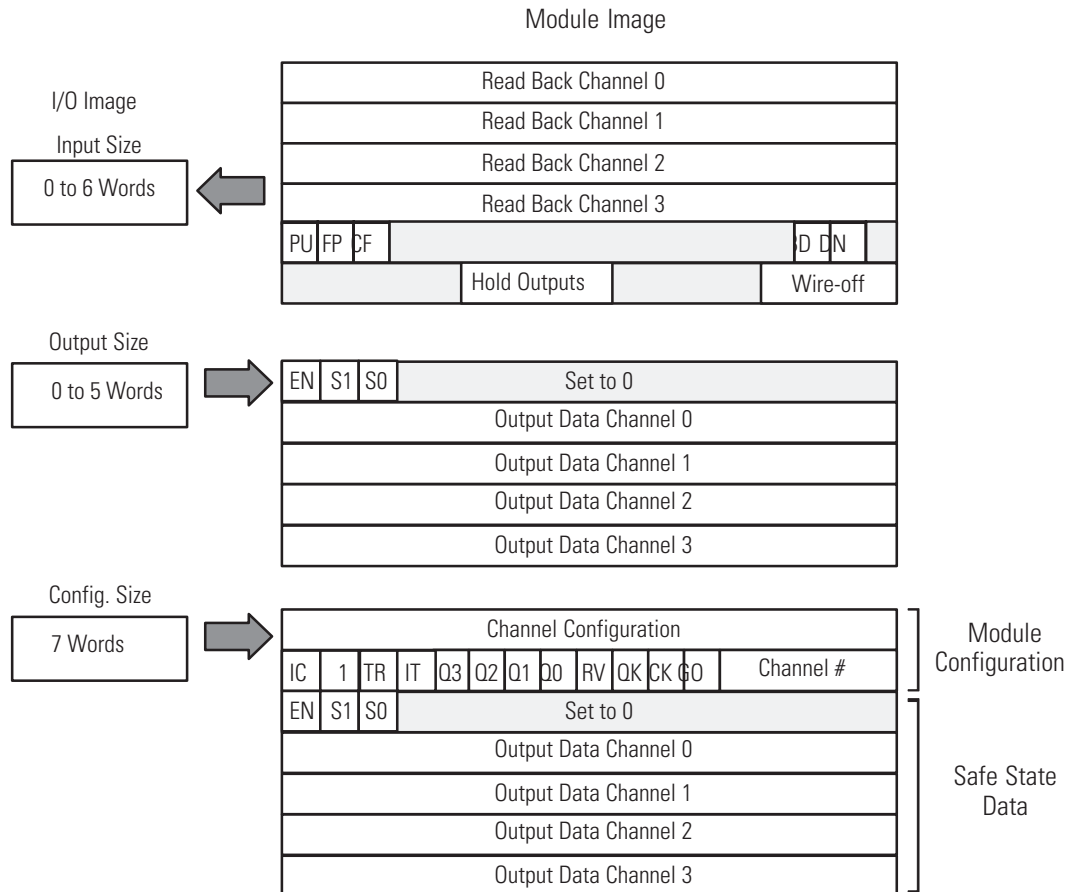 Module Image
I/O Image
Input Size
0 to 6 Words
Read Back Channel 0
Read Back Channel 1
Read Back Channel 2
Read Back Channel 3
PU FP CF DN
Hold Outputs Wire-off
Output Size
0 to 5 Words
EN S1 S0 Set to 0
Output Data Channel 0
Output Data Channel 1
Output Data Channel 2
Output Data Channel 3
Config. Size
7 Words
Channel Configuration
IC 1 TR IT Q3 Q2 Q1 Q0 RV QK CK GO Channel #
EN S1 S0 Set to 0
Output Data Channel 0
Output Data Channel 1
Output Data Channel 2
Output Data Channel 3
Module
Configuration
Safe State
Data